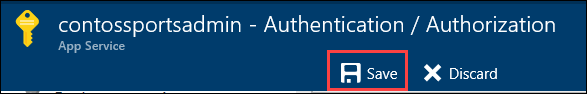 contossportsadmin - Authentication / Authorization
App Service
Save Discard